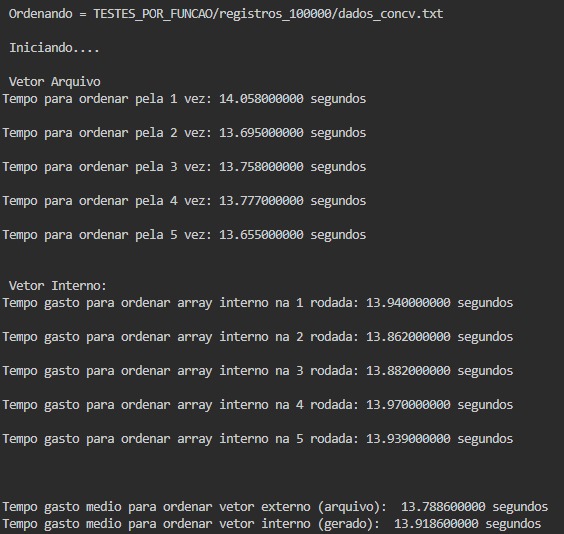 Ordenando = TESTES_POR_FUNCAO/registros_100000/dados_concv.txt
Iniciando....
Vetor Arquivo
Tempo para ordenar pela 1 vez: 14.058000000 segundos
Tempo para ordenar pela 2 vez: 13.695000000 segundos
Tempo para ordenar pela 3 vez: 13.758000000 segundos
Tempo para ordenar pela 4 vez: 13.777000000 segundos
Tempo para ordenar pela 5 vez: 13.655000000 segundos
Vetor Interno:
Tempo gasto para ordenar array interno na 1 rodada: 13.940000000 segundos
Tempo gasto para ordenar array interno na 2 rodada: 13.862000000 segundos
Tempo gasto para ordenar array interno na 3 rodada: 13.882000000 segundos
Tempo gasto para ordenar array interno na 4 rodada: 13.970000000 segundos
Tempo gasto para ordenar array interno na 5 rodada: 13.939000000 segundos
Tempo gasto medio para ordenar vetor externo (arquivo):  13.788600000 segundos
Tempo gasto medio para ordenar vetor interno (gerado):  13.918600000 segundos